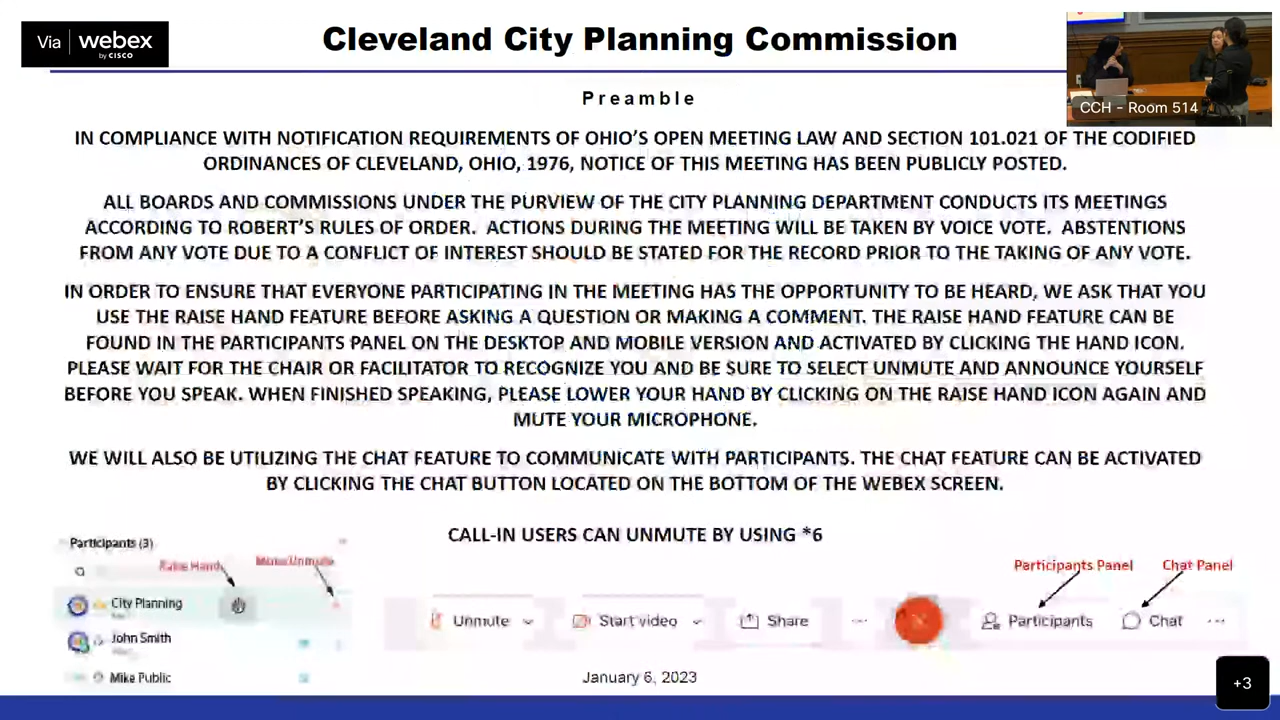 Via webex
by CISCO
Cleveland City Planning Commission
CCH - Room 514
Preamble
IN COMPLIANCE WITH NOTIFICATION REQUIREMENTS OF OHIO'S OPEN MEETING LAW AND SECTION 101.021 OF THE CODIFIED
ORDINANCES OF CLEVELAND, OHIO, 1976, NOTICE OF THIS MEETING HAS BEEN PUBLICLY POSTED.
ALL BOARDS AND COMMISSIONS UNDER THE PURVIEW OF THE CITY PLANNING DEPARTMENT CONDUCTS ITS MEETINGS
ACCORDING TO ROBERT'S RULES OF ORDER. ACTIONS DURING THE MEETING WILL BE TAKEN BY VOICE VOTE. ABSTENTIONS
FROM ANY VOTE DUE TO A CONFLICT OF INTEREST SHOULD BE STATED FOR THE RECORD PRIOR TO THE TAKING OF ANY VOTE.
IN ORDER TO ENSURE THAT EVERYONE PARTICIPATING IN THE MEETING HAS THE OPPORTUNITY TO BE HEARD, WE ASK THAT YOU
USE THE RAISE HAND FEATURE BEFORE ASKING A QUESTION OR MAKING A COMMENT. THE RAISE HAND FEATURE CAN BE
FOUND IN THE PARTICIPANTS PANEL ON THE DESKTOP AND MOBILE VERSION AND ACTIVATED BY CLICKING THE HAND ICON.
PLEASE WAIT FOR THE CHAIR OR FACILITATOR TO RECOGNIZE YOU AND BE SURE TO SELECT UNMUTE AND ANNOUNCE YOURSELF
BEFORE YOU SPEAK. WHEN FINISHED SPEAKING, PLEASE LOWER YOUR HAND BY CLICKING ON THE RAISE HAND ICON AGAIN AND
MUTE YOUR MICROPHONE.
WE WILL ALSO BE UTILIZING THE CHAT FEATURE TO COMMUNICATE WITH PARTICIPANTS. THE CHAT FEATURE CAN BE ACTIVATED
BY CLICKING THE CHAT BUTTON LOCATED ON THE BOTTOM OF THE WEBEX SCREEN.
CALL-IN USERS CAN UNMUTE BY USING *6
Participants (3)
Raise Hand
Mute/Unmute
City Planning
John Smith
Mike Public
Unmute
Start video
Share
Participants Panel
Chat Panel
Participants
Chat
January 6, 2023
+3